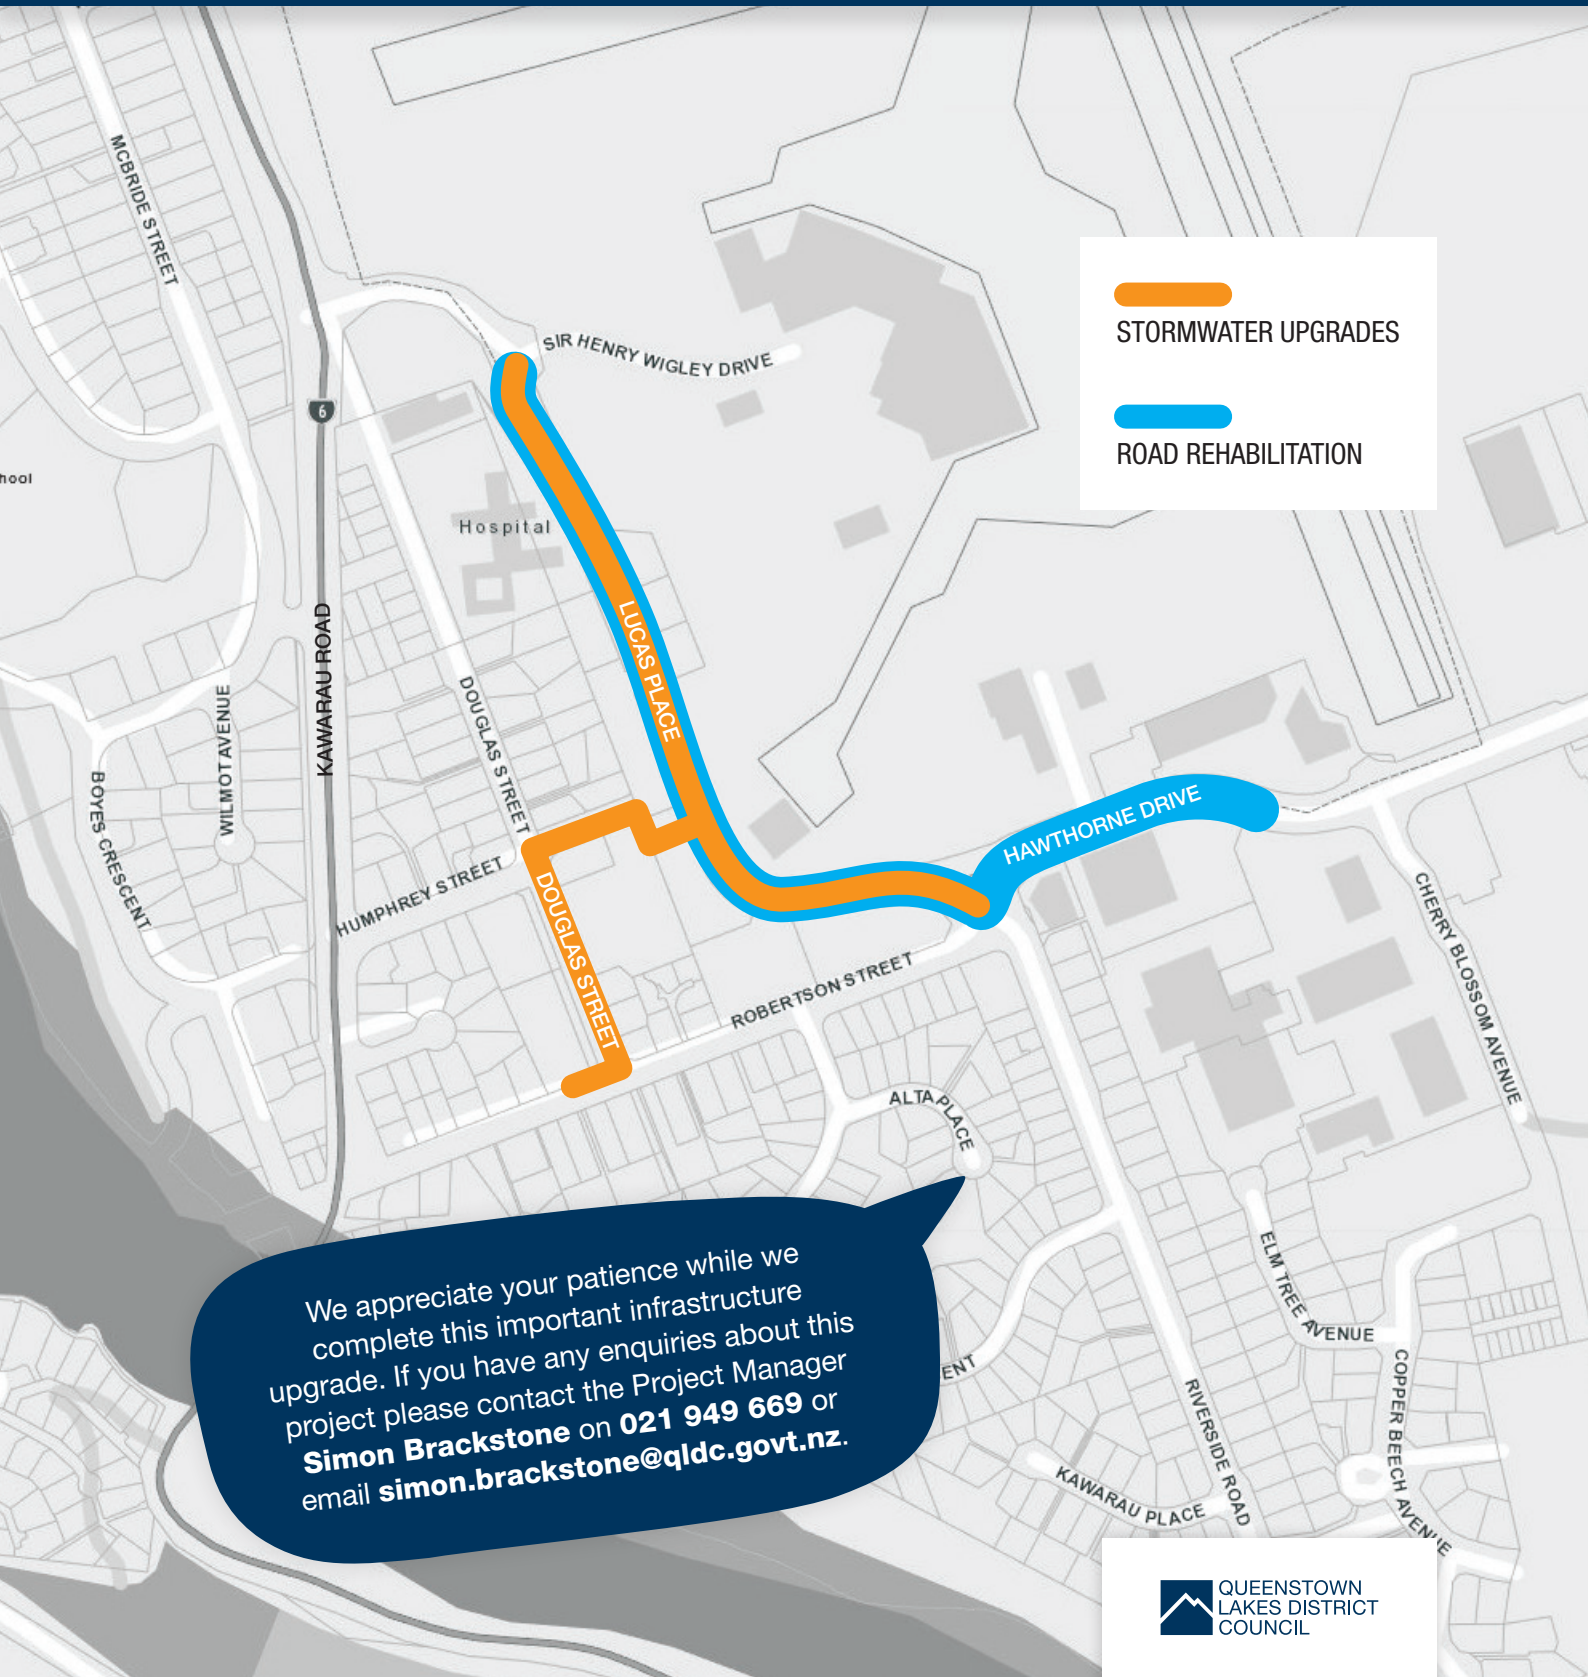 MCBRIDE STREET
SIR HENRY WIGLEY DRIVE
STORMWATER UPGRADES
ROAD REHABILITATION
6
hool
Hospital
KAWARAU ROAD
LUCAS PLACE
DOUGLAS STREET
WILMOT AVENUE
BOYES CRESCENT
HUMPHREY STREET
DOUGLAS STREET
HAWTHORNE DRIVE
CHERRY BLOSSOM AVENUE
ROBERTSON STREET
ALTA PLACE
ELM TREE AVENUE
COPPER BEECH AVENUE
ENT
RIVERSIDE ROAD
KAWARAU PLACE
We appreciate your patience while we
complete this important infrastructure
upgrade. If you have any enquiries about this
project please contact the Project Manager
Simon Brackstone on 021 949 669 or
email simon.brackstone@qldc.govt.nz.
QUEENSTOWN
LAKES DISTRICT
COUNCIL